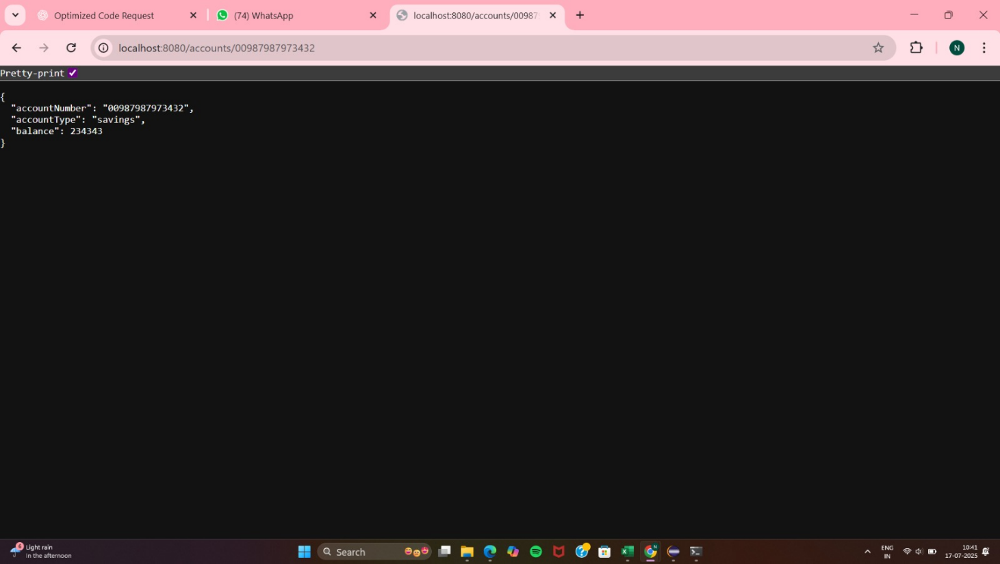 Optimized Code Request
(74) WhatsApp
localhost:8080/accounts/00987
localhost:8080/accounts/00987987973432
N
Pretty-print
{
"accountNumber": "00987987973432",
"accountType": "savings",
"balance": 234343
}
6
Light rain
In the afternoon
Search
N
ENG
IN
10:41
17-07-2025